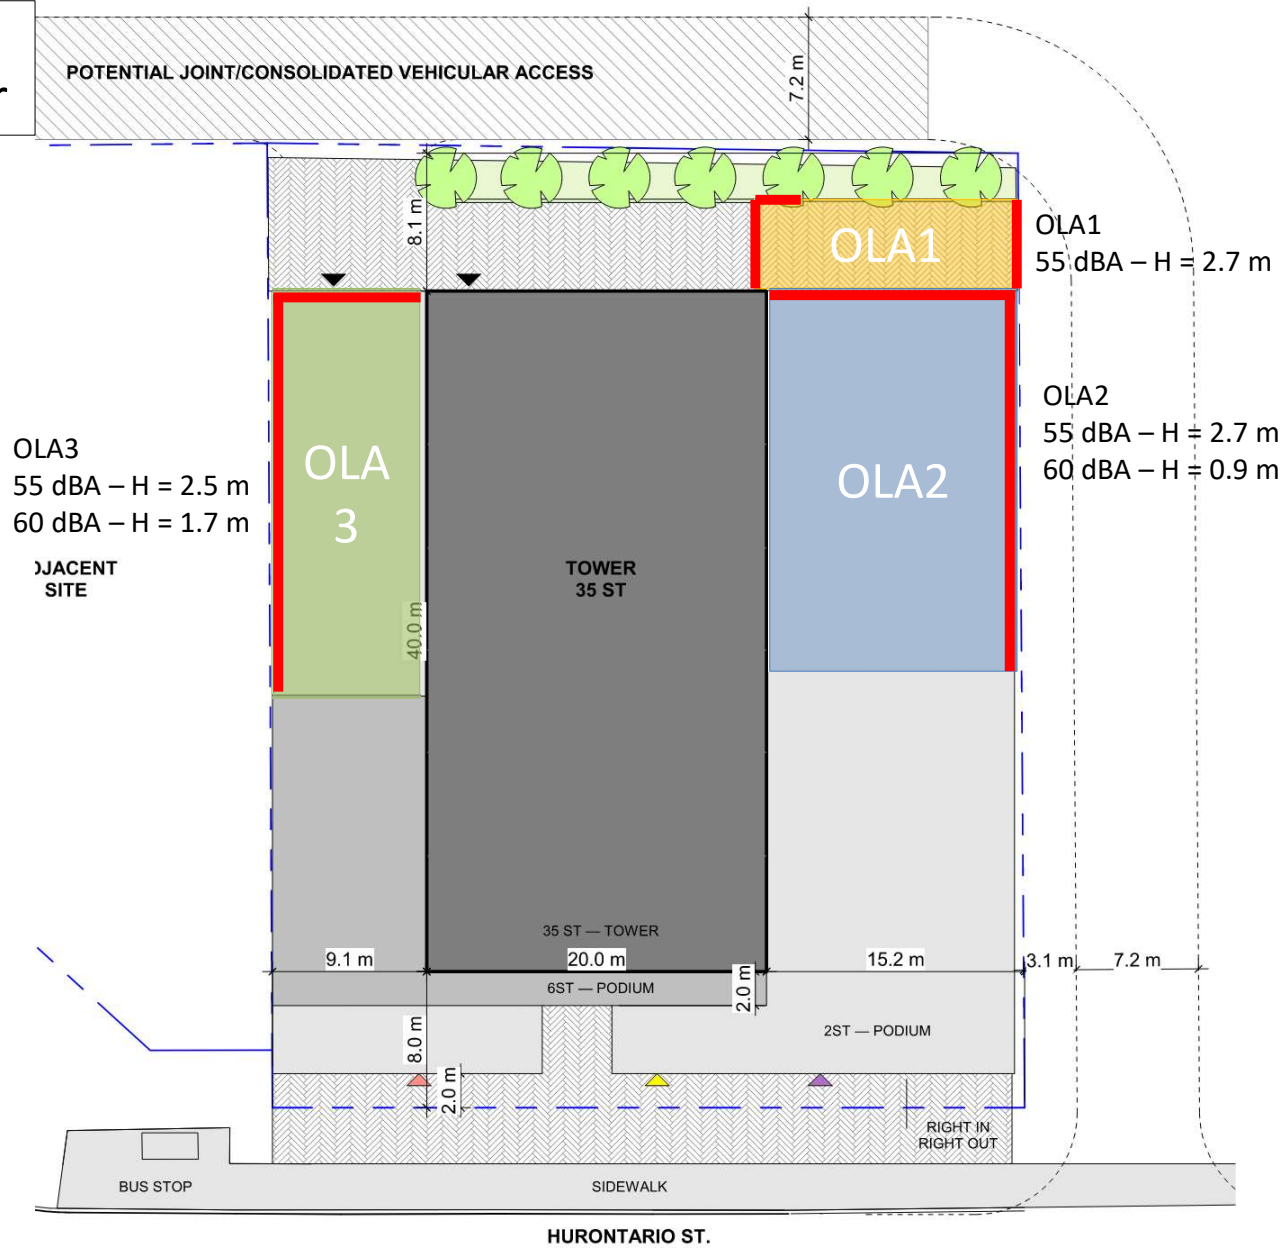 r
POTENTIAL JOINT/CONSOLIDATED VEHICULAR ACCESS
7.2 m
8.1 m
OLA1
OLA1
55 dBA – H = 2.7 m
OLA2
55 dBA – H = 2.7 m
60 dBA – H = 0.9 m
OLA
3
OLA2
OLA3
55 dBA – H = 2.5 m
60 dBA – H = 1.7 m
DJACENT
SITE
TOWER
35 ST
40.0 m
35 ST — TOWER
9.1 m
20.0 m
15.2 m
3.1 m
7.2 m
6ST — PODIUM
2.0 m
2ST — PODIUM
8.0 m
2.0 m
RIGHT IN
RIGHT OUT
BUS STOP
SIDEWALK
HURONTARIO ST.